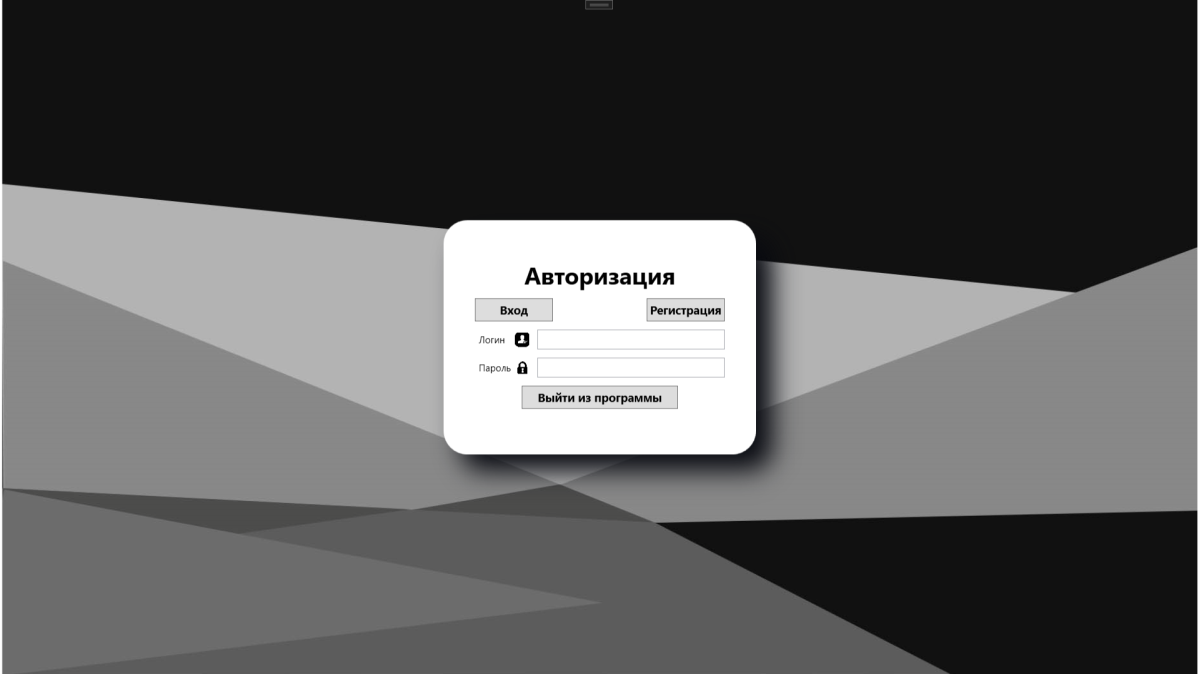 Авторизация
Вход Регистрация
Логин
Пароль
Выйти из программы